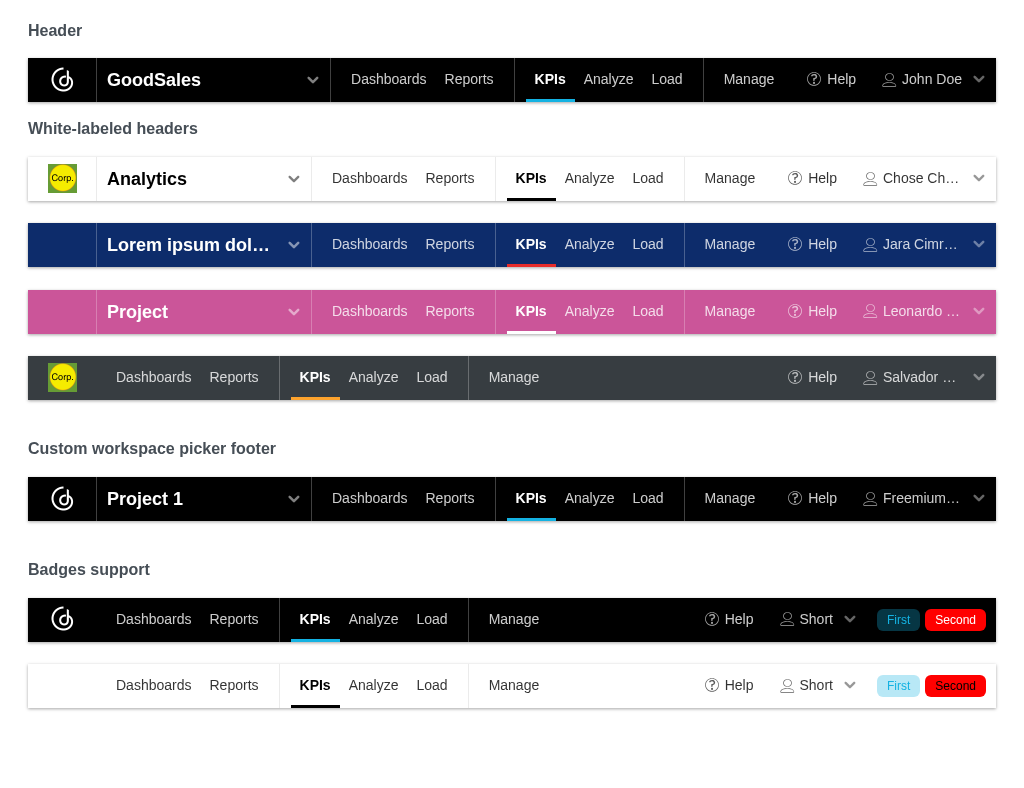 Header
GoodSales Dashboards Reports KPIs Analyze Load Manage Help John Doe
White-labeled headers
Corp. Analytics Dashboards Reports KPIs Analyze Load Manage Help Chose Ch…
Lorem ipsum dol… Dashboards Reports KPIs Analyze Load Manage Help Jara Cimr…
Project Dashboards Reports KPIs Analyze Load Manage Help Leonardo …
Corp. Dashboards Reports KPIs Analyze Load Manage Help Salvador …
Custom workspace picker footer
Project 1 Dashboards Reports KPIs Analyze Load Manage Help Freemium…
Badges support
Dashboards Reports KPIs Analyze Load Manage Help Short First Second
Dashboards Reports KPIs Analyze Load Manage Help Short First Second